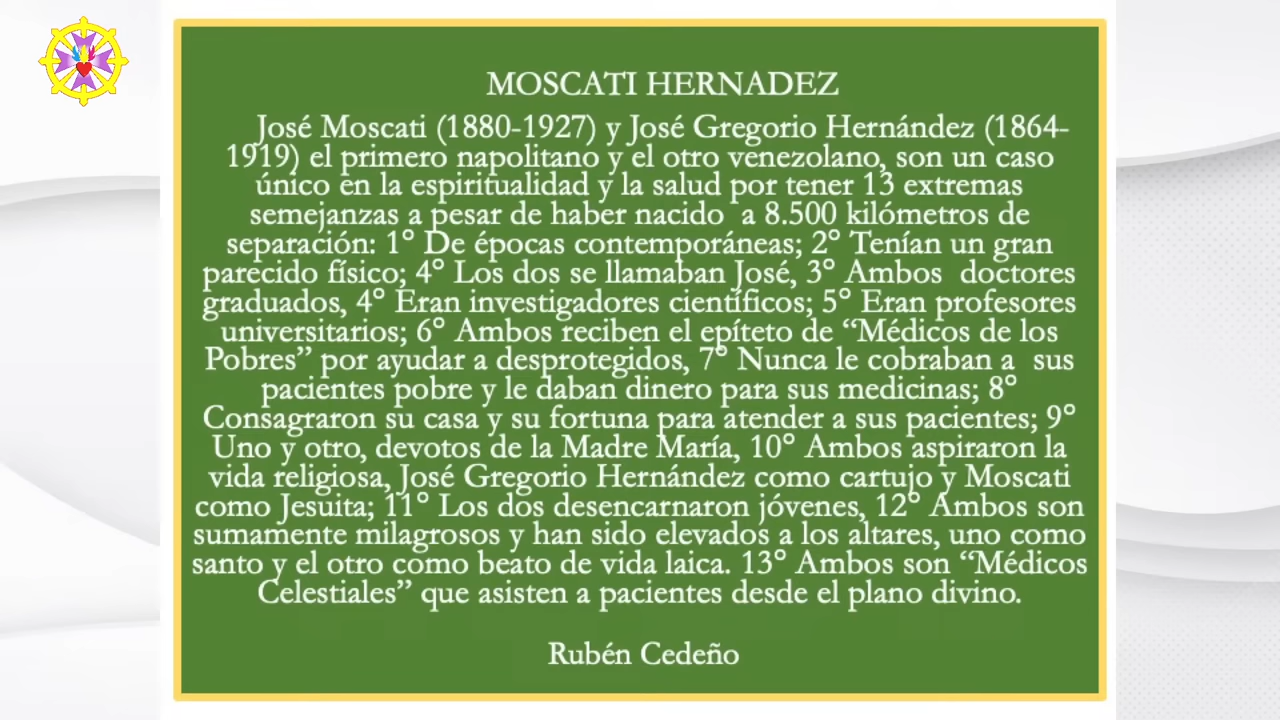 MOSCATI HERNADEZ
José Moscati (1880-1927) y José Gregorio Hernández (1864-
1919) el primero napolitano y el otro venezolano, son un caso
único en la espiritualidad y la salud por tener 13 extremas
semejanzas a pesar de haber nacido  a 8.500 kilómetros de
separación: 1° De épocas contemporáneas; 2° Tenían un gran
parecido físico; 4° Los dos se llamaban José, 3° Ambos  doctores
graduados, 4° Eran investigadores científicos; 5° Eran profesores
universitarios; 6° Ambos reciben el epíteto de “Médicos de los
Pobres” por ayudar a desprotegidos, 7° Nunca le cobraban a  sus
pacientes pobre y le daban dinero para sus medicinas; 8°
Consagraron su casa y su fortuna para atender a sus pacientes; 9°
Uno y otro, devotos de la Madre María, 10° Ambos aspiraron la
vida religiosa, José Gregorio Hernández como cartujo y Moscati
como Jesuita; 11° Los dos desencarnaron jóvenes, 12° Ambos son
sumamente milagrosos y han sido elevados a los altares, uno como
santo y el otro como beato de vida laica. 13° Ambos son “Médicos
Celestiales” que asisten a pacientes desde el plano divino.
Rubén Cedeño